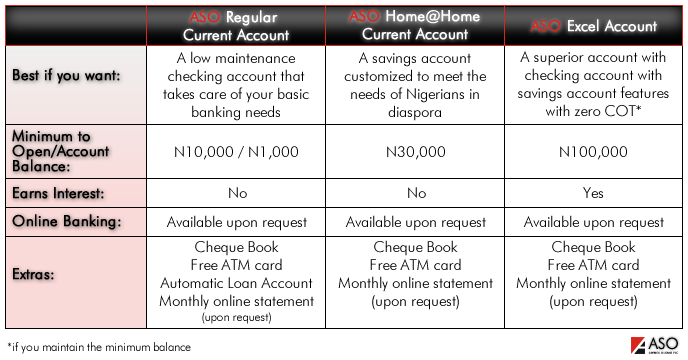 ASO Regular Current Account
ASO Home@Home Current Account
ASO Excel Account
Best if you want:
A low maintenance checking account that takes care of your basic banking needs
A savings account customized to meet the needs of Nigerians in diaspora
A superior account with checking account with savings account features with zero COT*
Minimum to Open/Account Balance:
N10,000 / N1,000
N30,000
N100,000
Earns Interest:
No
No
Yes
Online Banking:
Available upon request
Available upon request
Available upon request
Extras:
Cheque Book
Free ATM card
Automatic Loan Account
Monthly online statement
(upon request)
Cheque Book
Free ATM card
Monthly online statement
(upon request)
Cheque Book
Free ATM card
Monthly online statement
(upon request)
*if you maintain the minimum balance
ASO